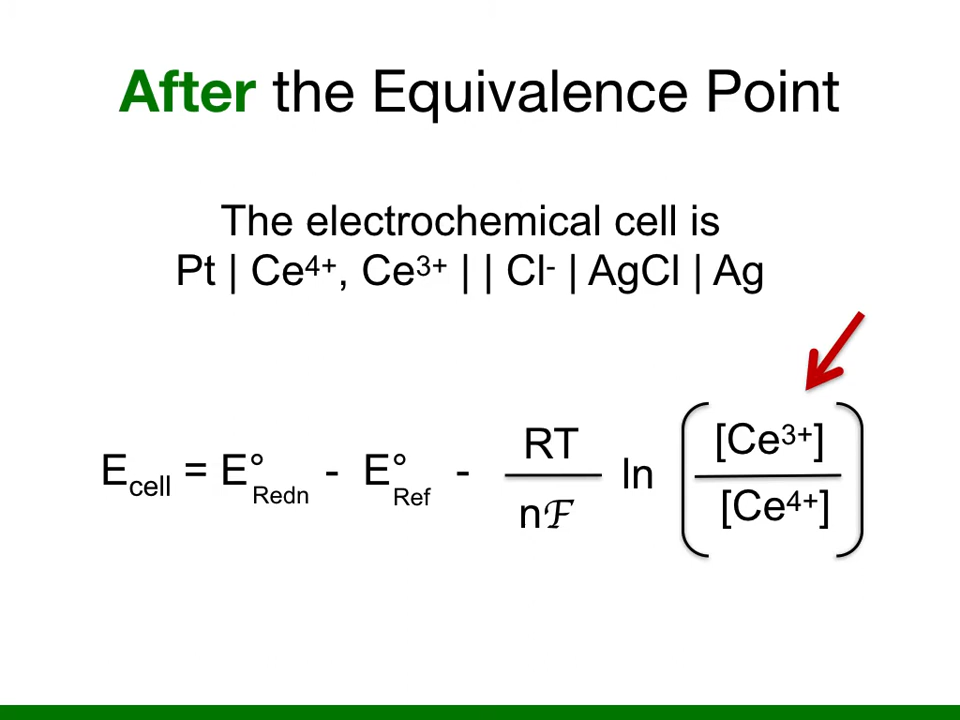 After the Equivalence Point
The electrochemical cell is
Pt | Ce⁴⁺, Ce³⁺ | | Cl⁻ | AgCl | Ag
E_cell = E°_Redn - E°_Ref - RT/nℱ ln ([Ce³⁺]/[Ce⁴⁺])